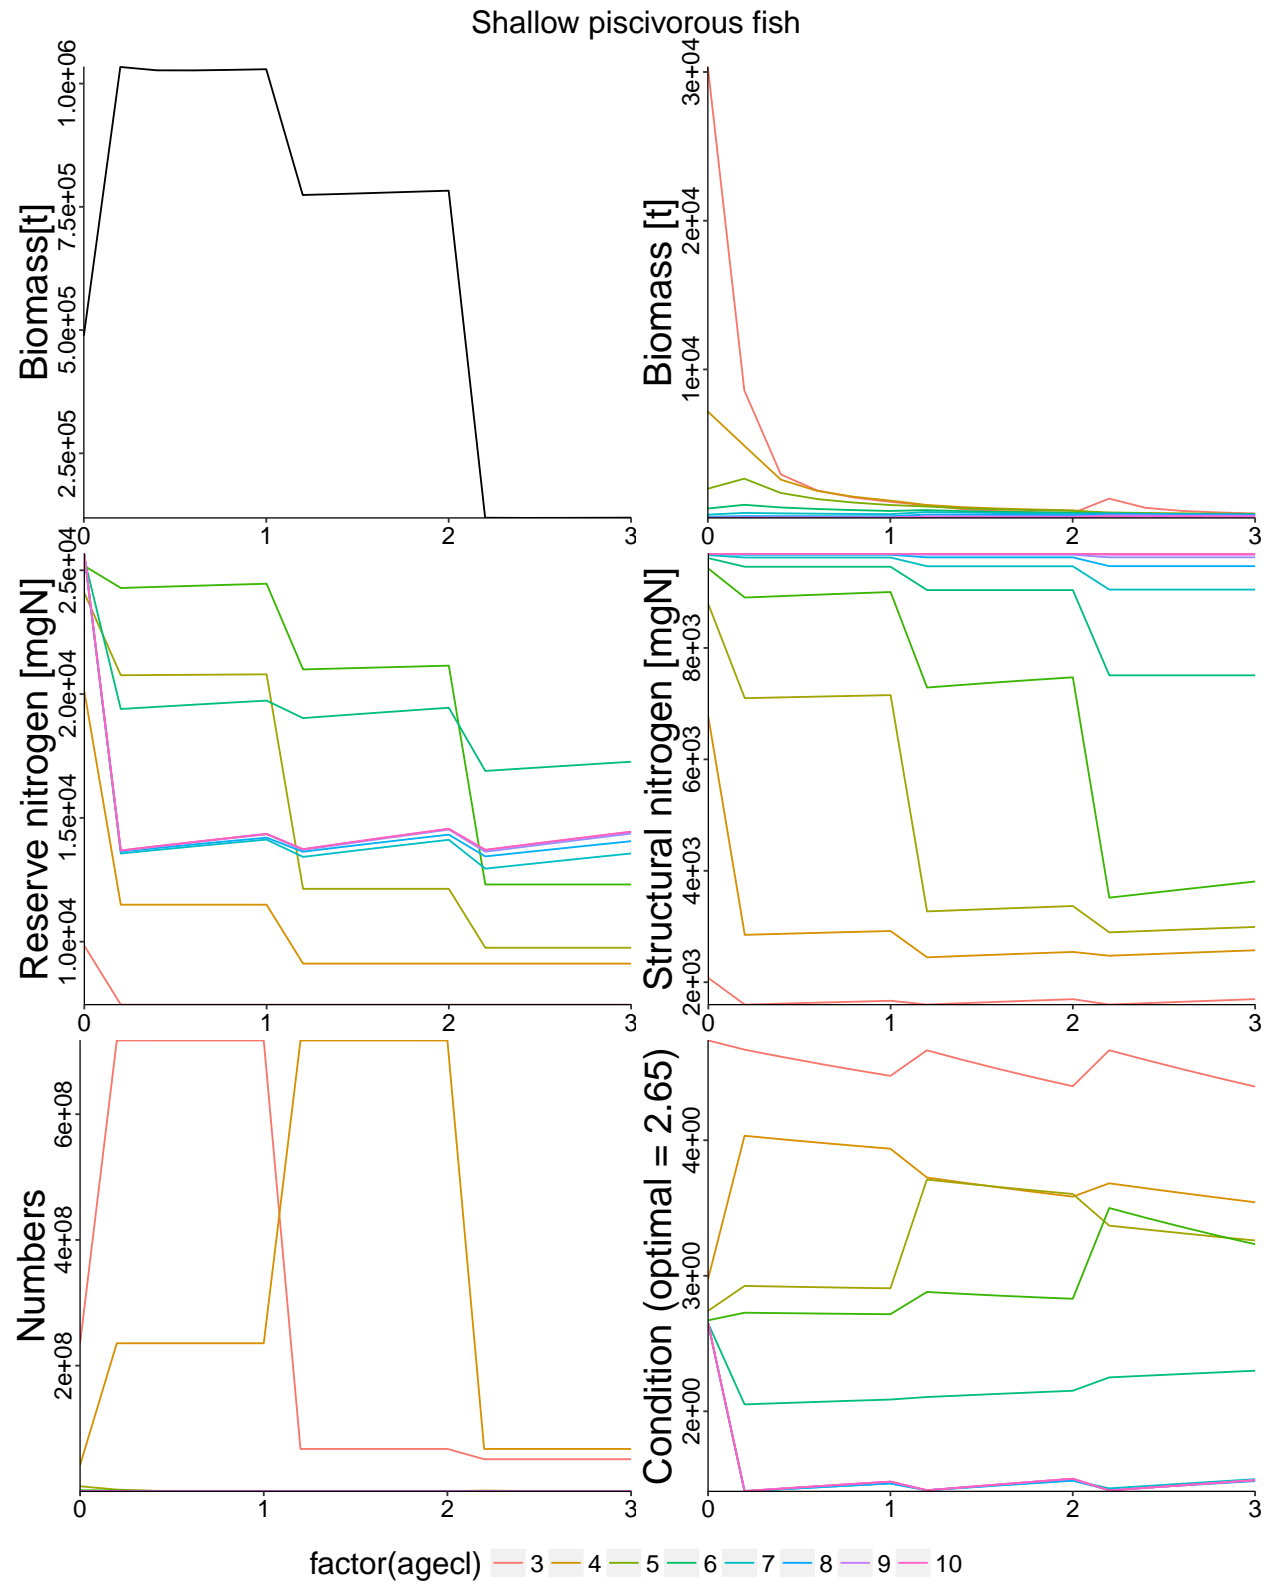 Shallow piscivorous fish
Biomass[t]
1.0e+06
7.5e+05
5.0e+05
2.5e+05
0 1 2 3
Biomass [t]
3e+04
2e+04
1e+04
0 1 2 3
Reserve nitrogen [mgN]
2.5e+04
2.0e+04
1.5e+04
1.0e+04
0 1 2 3
Structural nitrogen [mgN]
8e+03
6e+03
4e+03
2e+03
0 1 2 3
Numbers
6e+08
4e+08
2e+08
0 1 2 3
Condition (optimal = 2.65)
4e+00
3e+00
2e+00
0 1 2 3
factor(agecl) 3 4 5 6 7 8 9 10